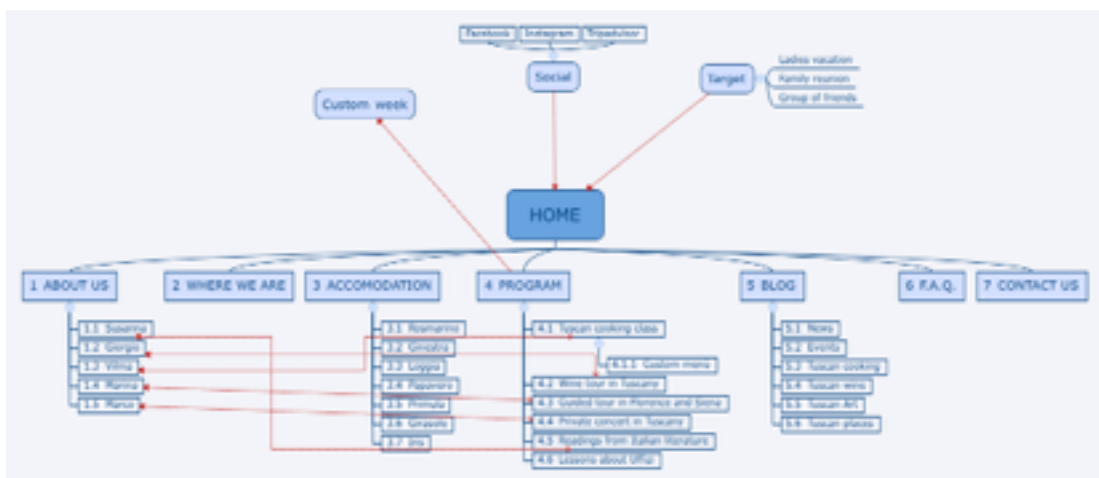 Facebook Instagram Tripadvisor
Social
Target
Ladies vacation
Family reunion
Group of friends
Custom week
HOME
1 ABOUT US
2 WHERE WE ARE
3 ACCOMODATION
4 PROGRAM
5 BLOG
6 F.A.Q.
7 CONTACT US
1.1 Susanna
1.2 Giorgio
1.3 Vilma
1.4 Marina
1.5 Marco
3.1 Rosmarino
3.2 Ginestra
3.3 Loggia
3.4 Papavero
3.5 Primula
3.6 Girasole
3.7 Iris
4.1 Tuscan cooking class
4.1.1 Custom menu
4.2 Wine tour in Tuscany
4.3 Guided tour in Florence and Siena
4.4 Private concert in Tuscany
4.5 Readings from Italian literature
4.6 Lessons about Uffizi
5.1 News
5.2 Events
5.3 Tuscan cooking
5.4 Tuscan wine
5.5 Tuscan Art
5.6 Tuscan places